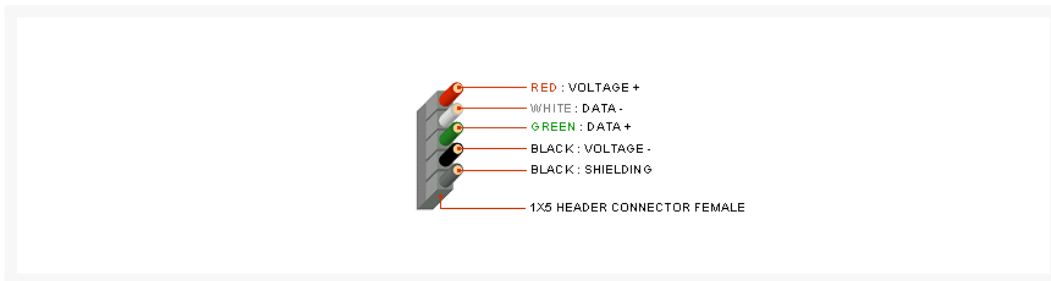 RED : VOLTAGE +
WHITE : DATA -
GREEN : DATA +
BLACK : VOLTAGE -
BLACK : SHIELDING
1X5 HEADER CONNECTOR FEMALE